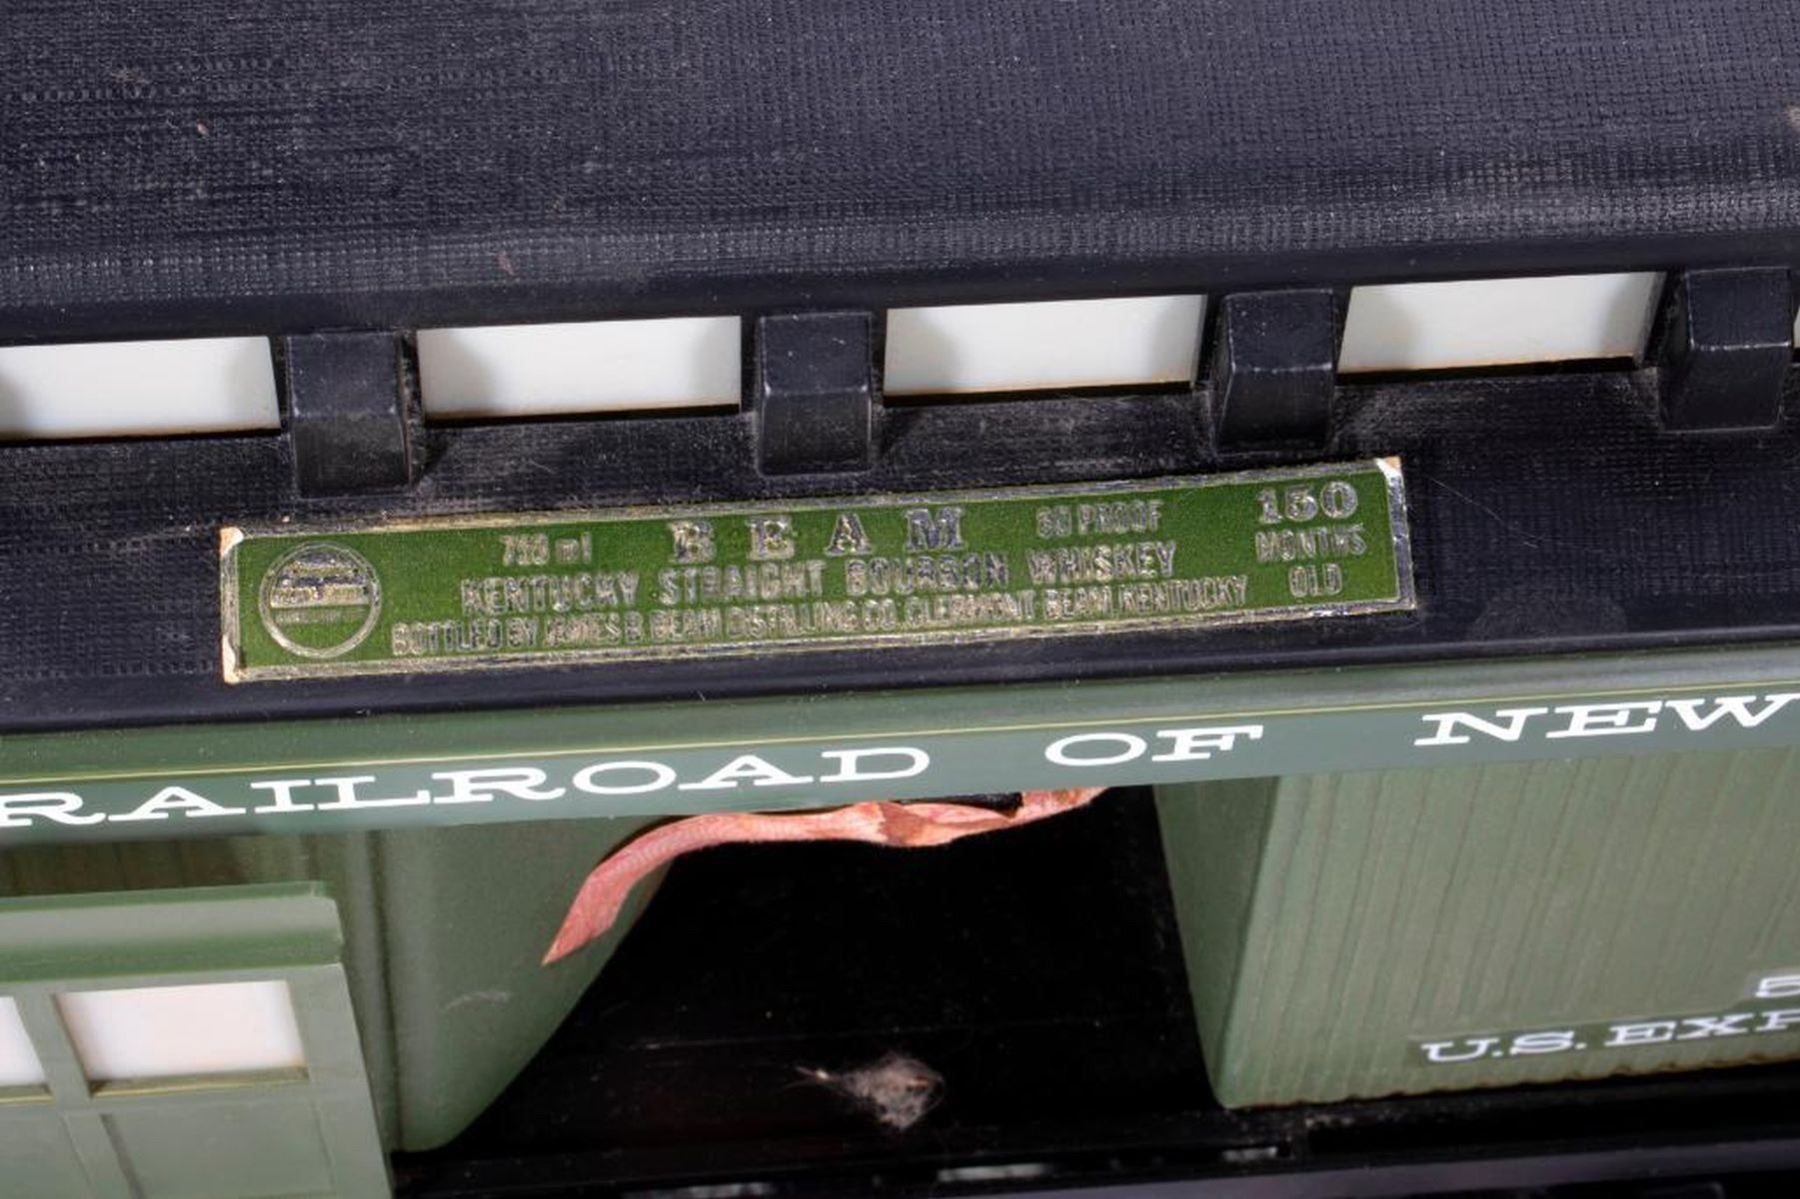 750 ml BEAM 80 PROOF 150
KENTUCKY STRAIGHT BOURBON WHISKEY MONTHS
BOTTLED BY JAMES B. BEAM DISTILLING CO. CLERMONT BEAM, KENTUCKY OLD
RAILROAD OF NEW
U.S. EXP